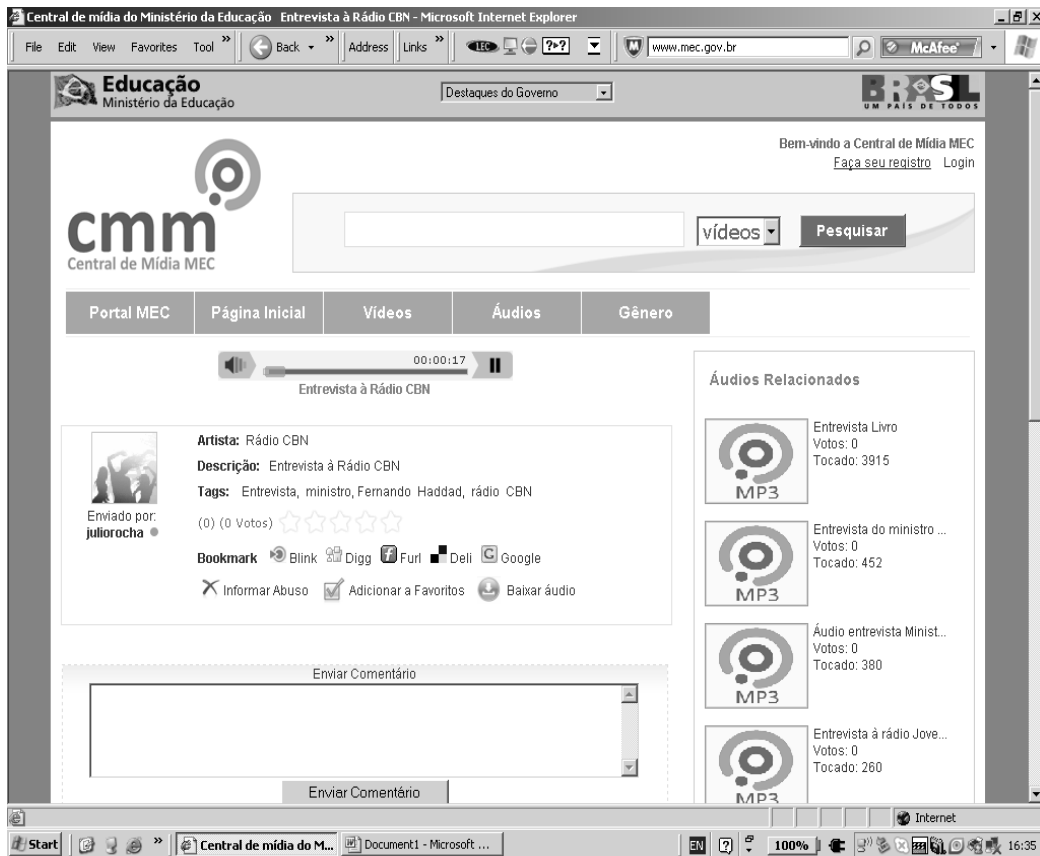 Central de mídia do Ministério da Educação Entrevista à Rádio CBN - Microsoft Internet Explorer
File Edit View Favorites Tool » Back » Address Links » LEC www.mec.gov.br McAfee
Educação
Ministério da Educação
Destaques do Governo
BRASIL
UM PAÍS DE TODOS
Bem-vindo a Central de Mídia MEC
Faça seu registro Login
cmm
Central de Mídia MEC
vídeos Pesquisar
Portal MEC Página Inicial Vídeos Áudios Gênero
00:00:17
Entrevista à Rádio CBN
Artista: Rádio CBN
Descrição: Entrevista à Rádio CBN
Tags: Entrevista, ministro, Fernando Haddad, rádio CBN
Enviado por:
juliorocha
(0) (0 Votos)
Bookmark Blink Digg Furl Deli Google
Informar Abuso Adicionar a Favoritos Baixar áudio
Enviar Comentário
Enviar Comentário
Áudios Relacionados
MP3
Entrevista Livro
Votos: 0
Tocado: 3915
MP3
Entrevista do ministro ...
Votos: 0
Tocado: 452
MP3
Áudio entrevista Minist...
Votos: 0
Tocado: 380
MP3
Entrevista à rádio Jove...
Votos: 0
Tocado: 260
Internet
Start » Central de mídia do M... Document1 - Microsoft ... EN 100% 16:35